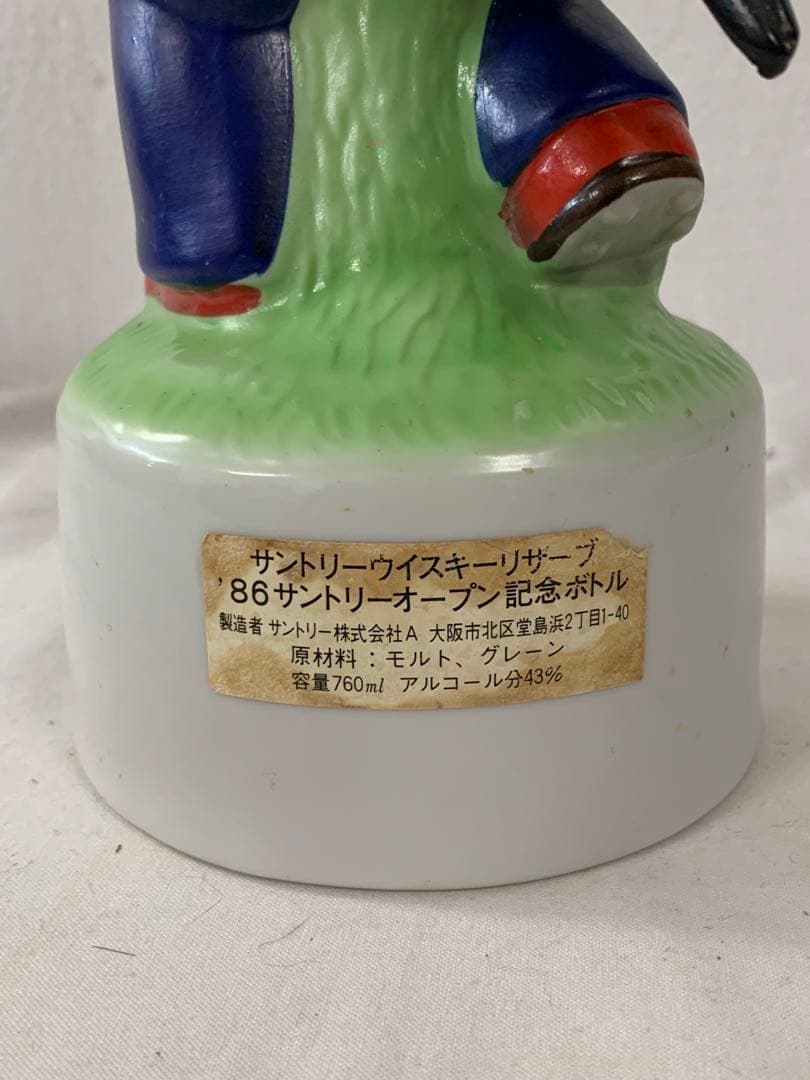 サントリーウイスキーリザーブ
'86サントリーオープン記念ボトル
製造者 サントリー株式会社A 大阪市北区堂島浜2丁目1-40
原材料：モルト、グレーン
容量760ml アルコール分43%